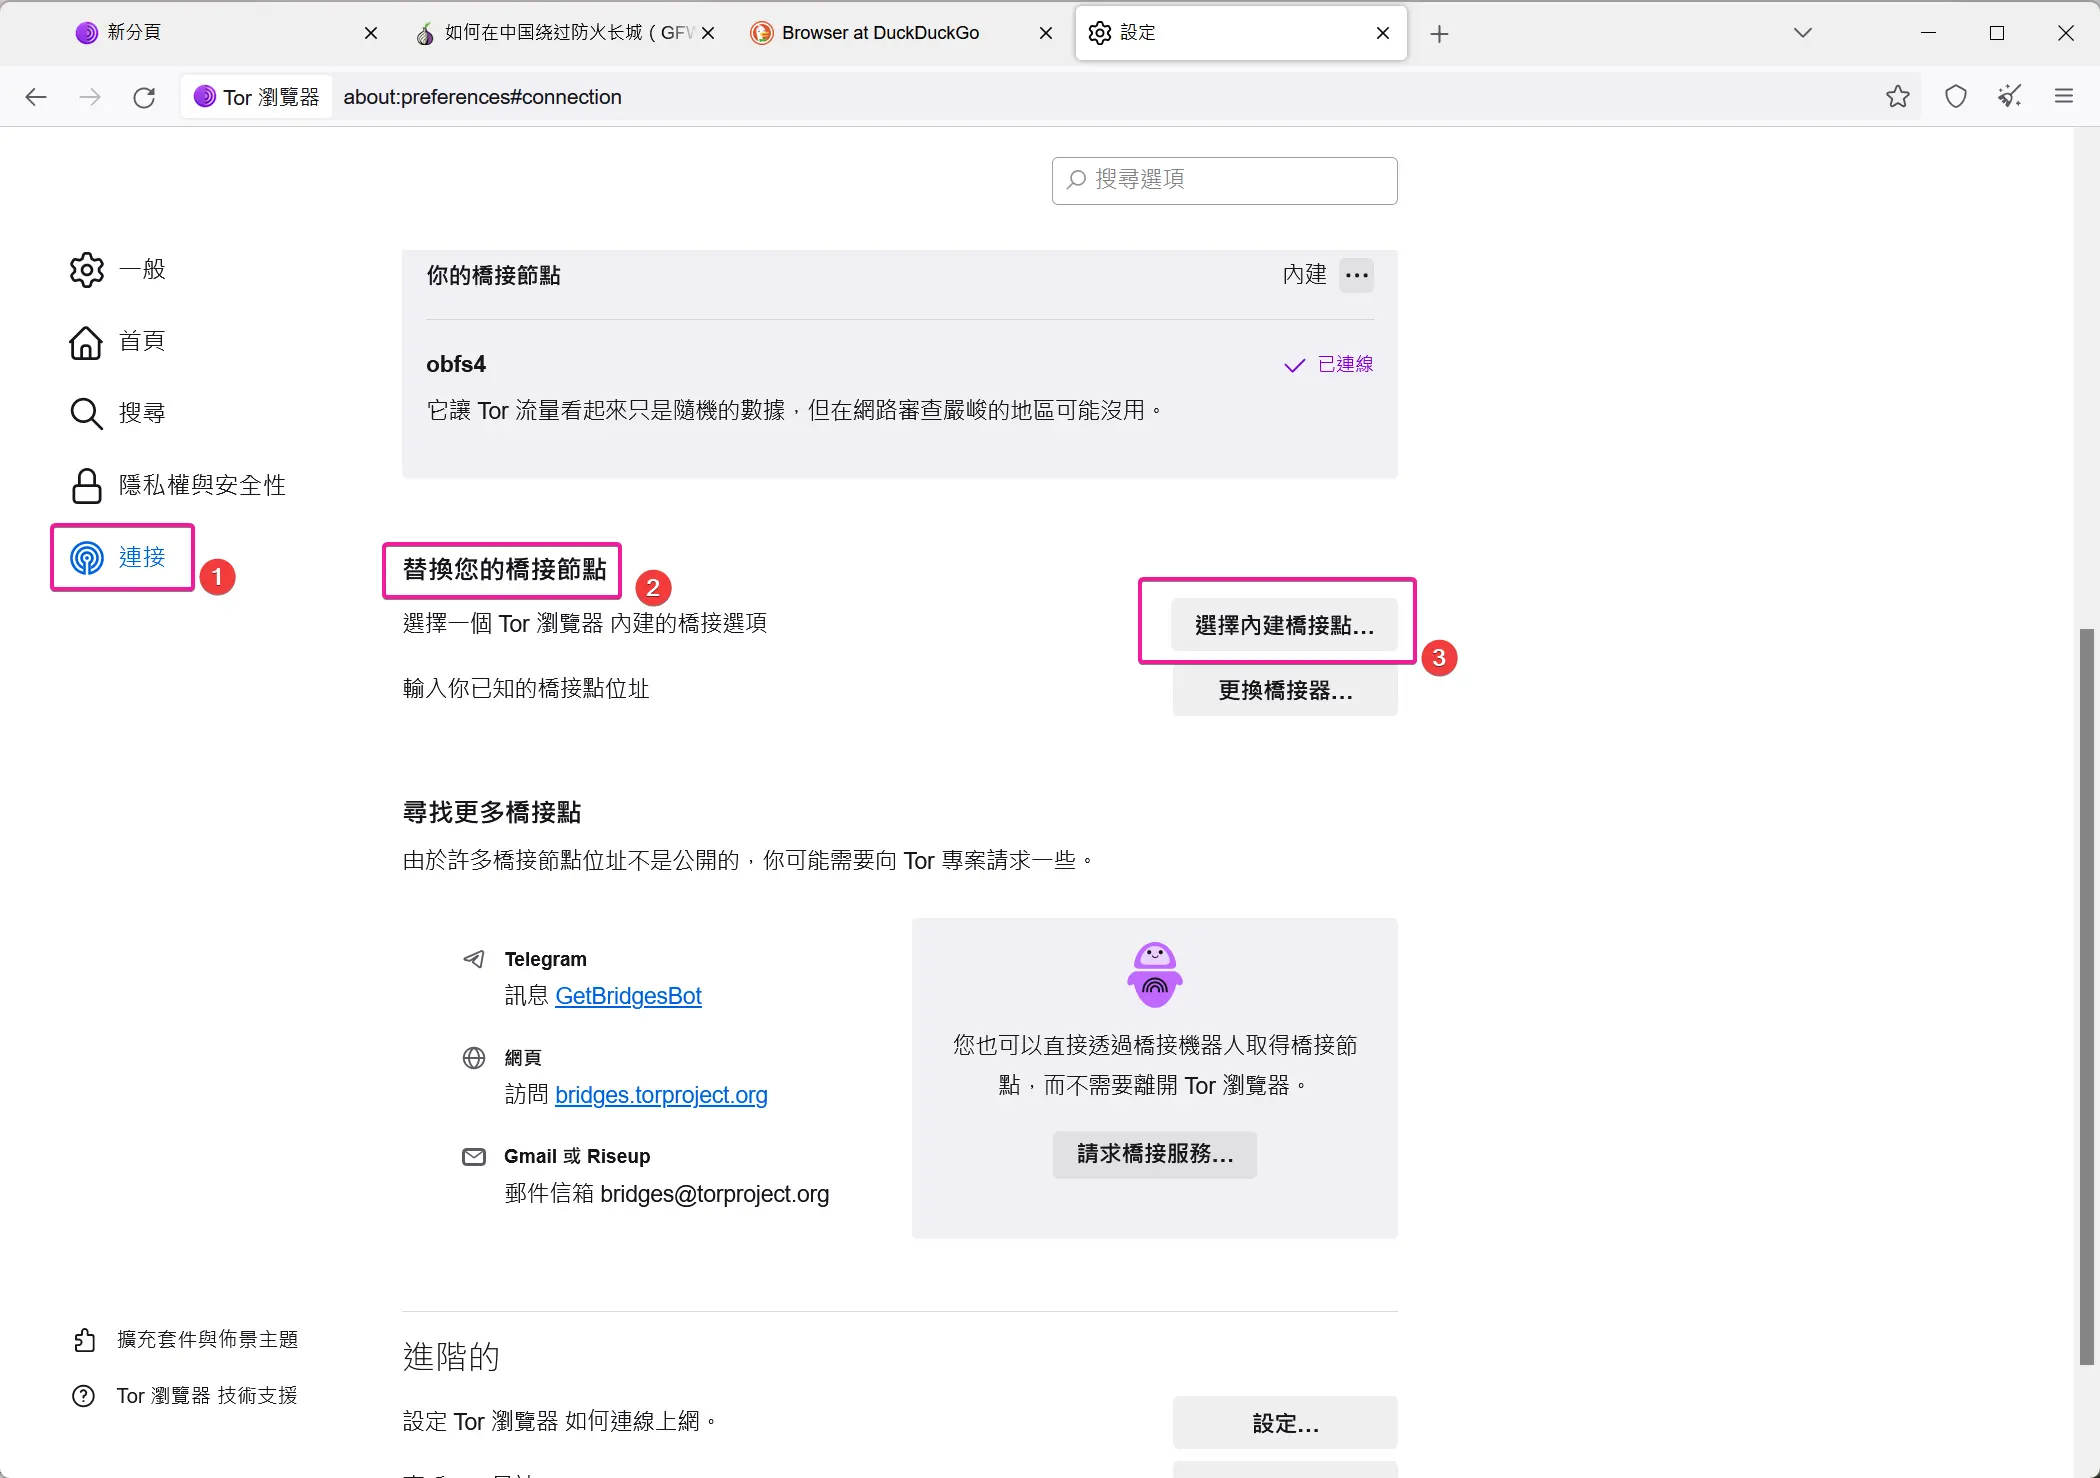 新分頁
如何在中国绕过防火长城（GFW
Browser at DuckDuckGo
設定
Tor 瀏覽器
about:preferences#connection
搜尋選項
一般
首頁
搜尋
隱私權與安全性
連接
1
你的橋接節點
內建
obfs4
已連線
它讓 Tor 流量看起來只是隨機的數據，但在網路審查嚴峻的地區可能沒用。
替換您的橋接節點
2
選擇一個 Tor 瀏覽器 內建的橋接選項
選擇內建橋接點...
3
輸入你已知的橋接點位址
更換橋接器...
尋找更多橋接點
由於許多橋接節點位址不是公開的，你可能需要向 Tor 專案請求一些。
Telegram
訊息 GetBridgesBot
網頁
訪問 bridges.torproject.org
Gmail 或 Riseup
郵件信箱 bridges@torproject.org
您也可以直接透過橋接機器人取得橋接節
點，而不需要離開 Tor 瀏覽器。
請求橋接服務...
擴充套件與佈景主題
Tor 瀏覽器 技術支援
進階的
設定 Tor 瀏覽器 如何連線上網。
設定...